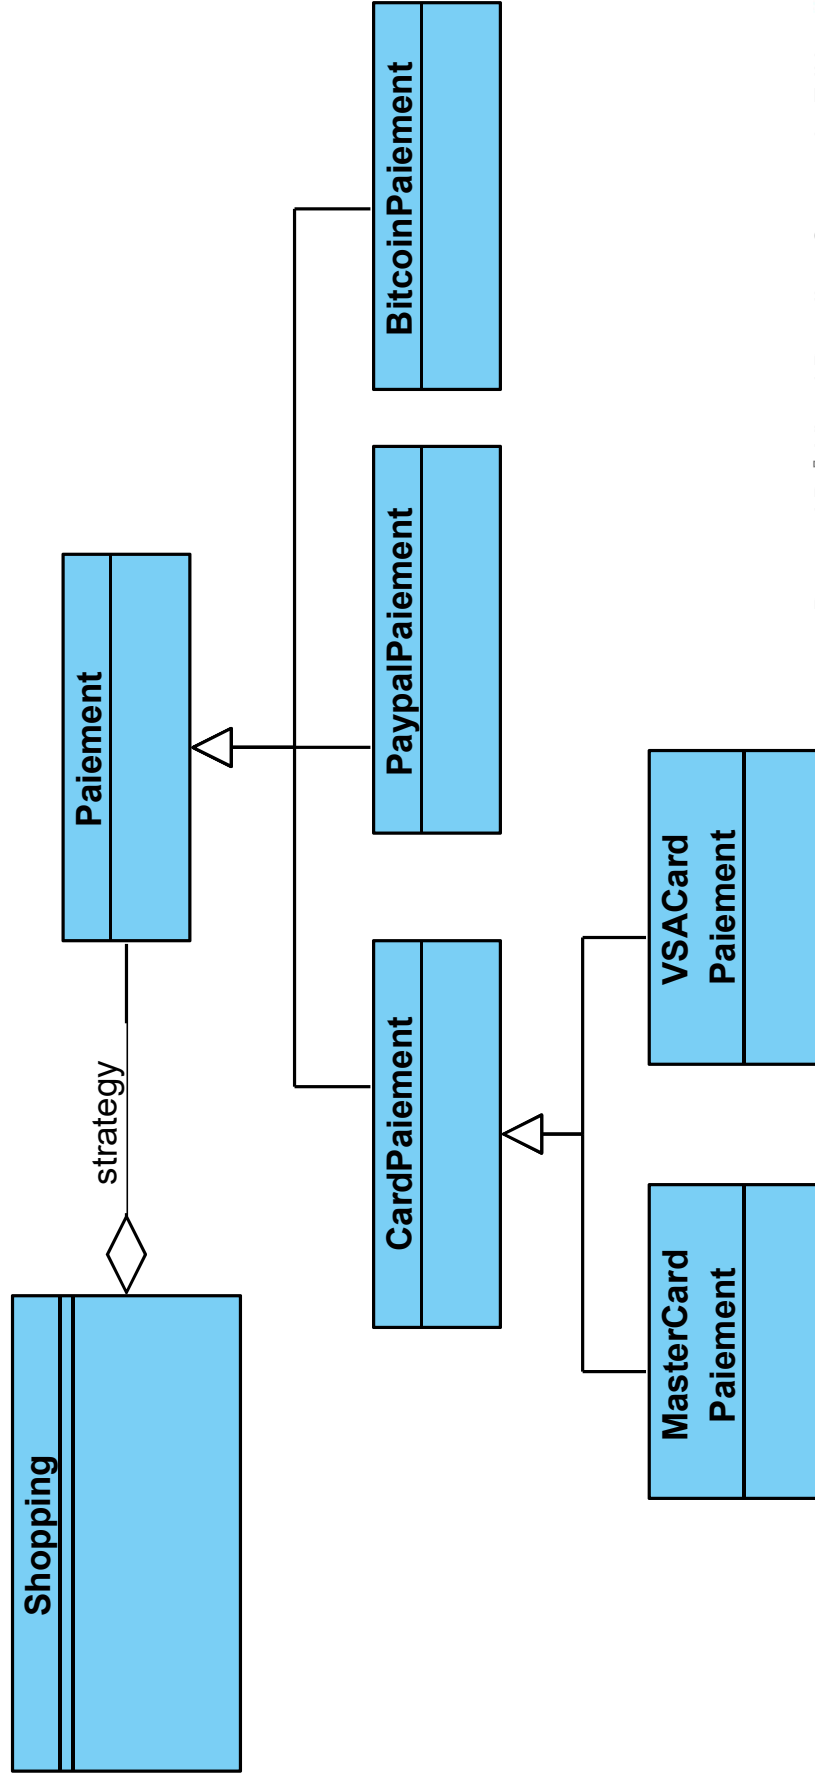 Shopping
strategy
Paiement
CardPaiement
PaypalPaiement
BitcoinPaiement
MasterCard
Paiement
VSACard
Paiement